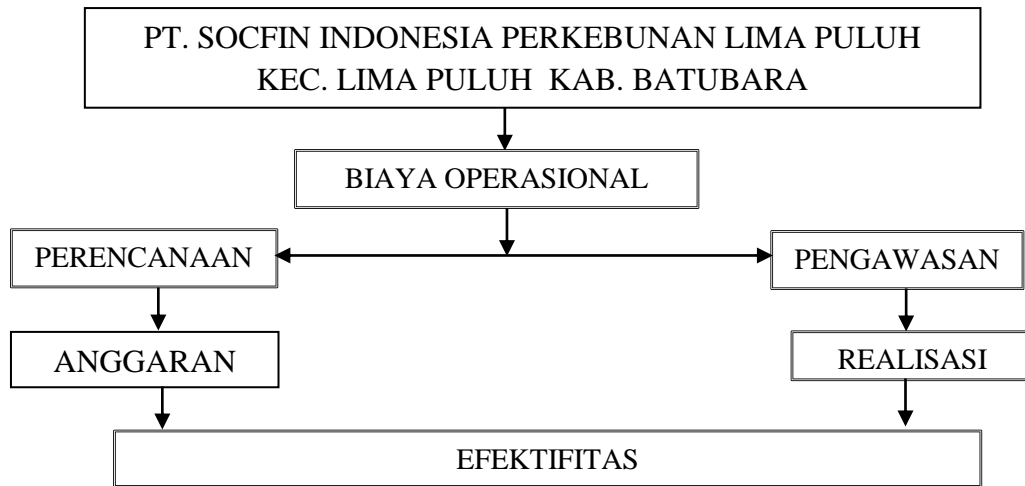 PT. SOCFIN INDONESIA PERKEBUNAN LIMA PULUH
KEC. LIMA PULUH KAB. BATUBARA
BIAYA OPERASIONAL
PERENCANAAN
PENGAWASAN
ANGGARAN
REALISASI
EFEKTIFITAS